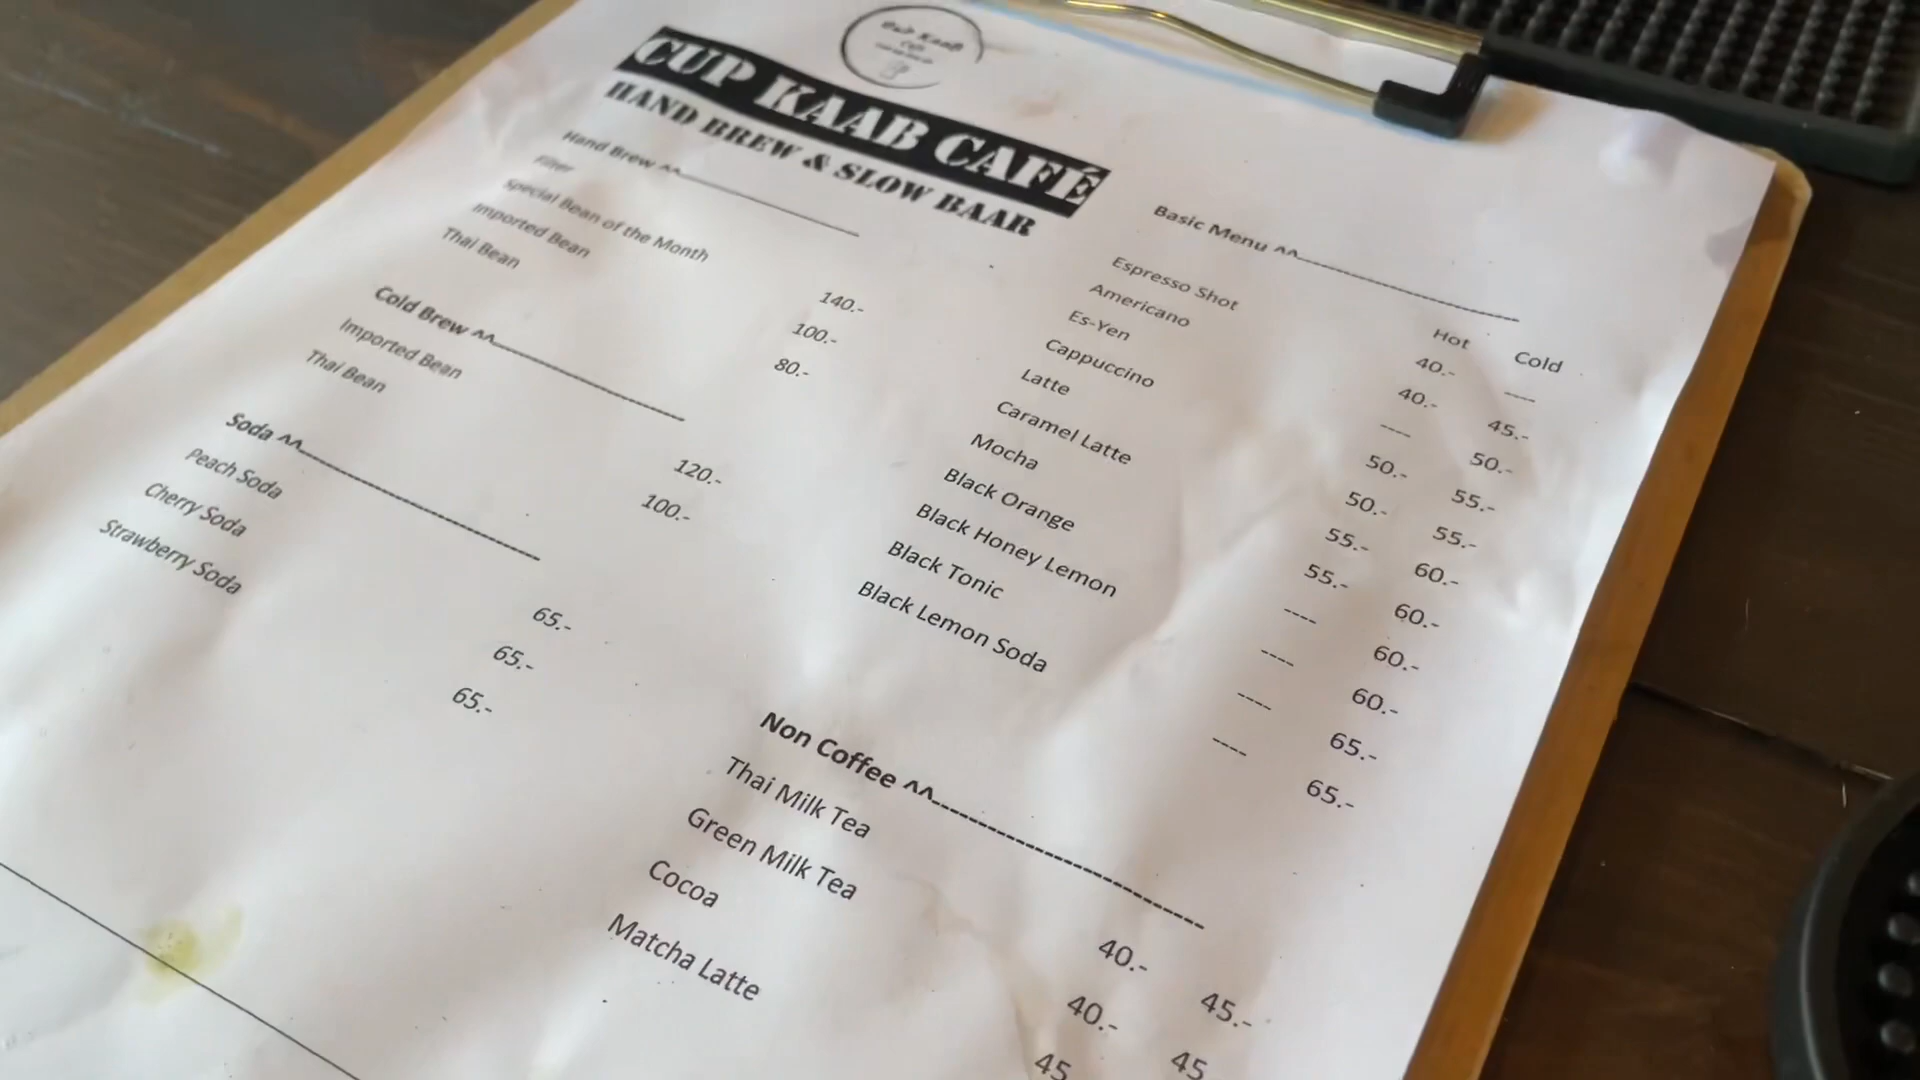 Cup Kaab
CUP KAAB CAFÉ
HAND BREW & SLOW BAAR
Hand Brew ^^
Filter
Special Bean of the Month 140.-
Imported Bean 100.-
Thai Bean 80.-
Cold Brew ^^
Imported Bean 120.-
Thai Bean 100.-
Soda ^^
Peach Soda 65.-
Cherry Soda 65.-
Strawberry Soda 65.-
Basic Menu ^^
Hot Cold
Espresso Shot 40.- ----
Americano 40.- 45.-
Es-Yen ---- 50.-
Cappuccino 50.- 55.-
Latte 50.- 55.-
Caramel Latte 55.- 60.-
Mocha 55.- 60.-
Black Orange ---- 60.-
Black Honey Lemon ---- 60.-
Black Tonic ---- 65.-
Black Lemon Soda ---- 65.-
Non Coffee ^^
Thai Milk Tea 40.- 45.-
Green Milk Tea 40.- 45
Cocoa 45
Matcha Latte